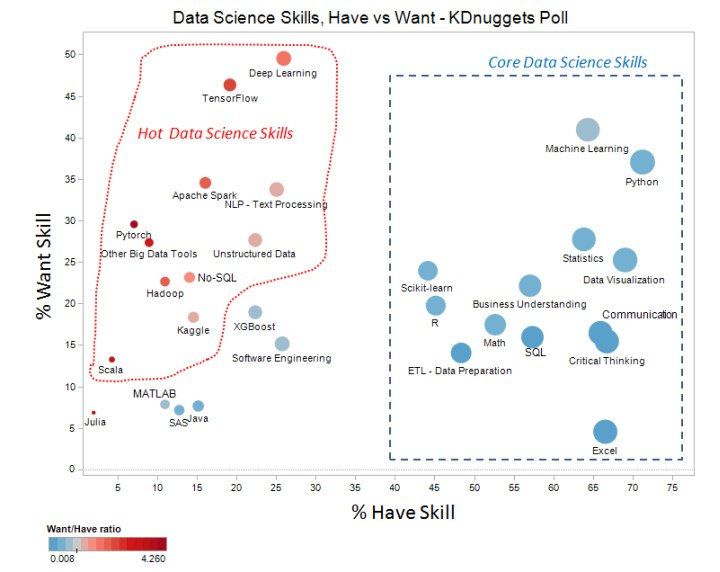 Data Science Skills, Have vs Want - KDnuggets Poll
Core Data Science Skills
50
Deep Learning
45
TensorFlow
Hot Data Science Skills
40
Machine Learning
Python
35
Apache Spark
NLP - Text Processing
30
Pytorch
Other Big Data Tools
Unstructured Data
Statistics
Data Visualization
25
No-SQL
Hadoop
Scikit-learn
Business Understanding
20
Kaggle
XGBoost
R
Communication
15
Software Engineering
Math
SQL
Critical Thinking
ETL - Data Preparation
Scala
10
MATLAB
SAS
Java
Julia
5
Excel
0
% Want Skill
5 10 15 20 25 30 35 40 45 50 55 60 65 70 75
% Have Skill
Want/Have ratio
0.008 4.260